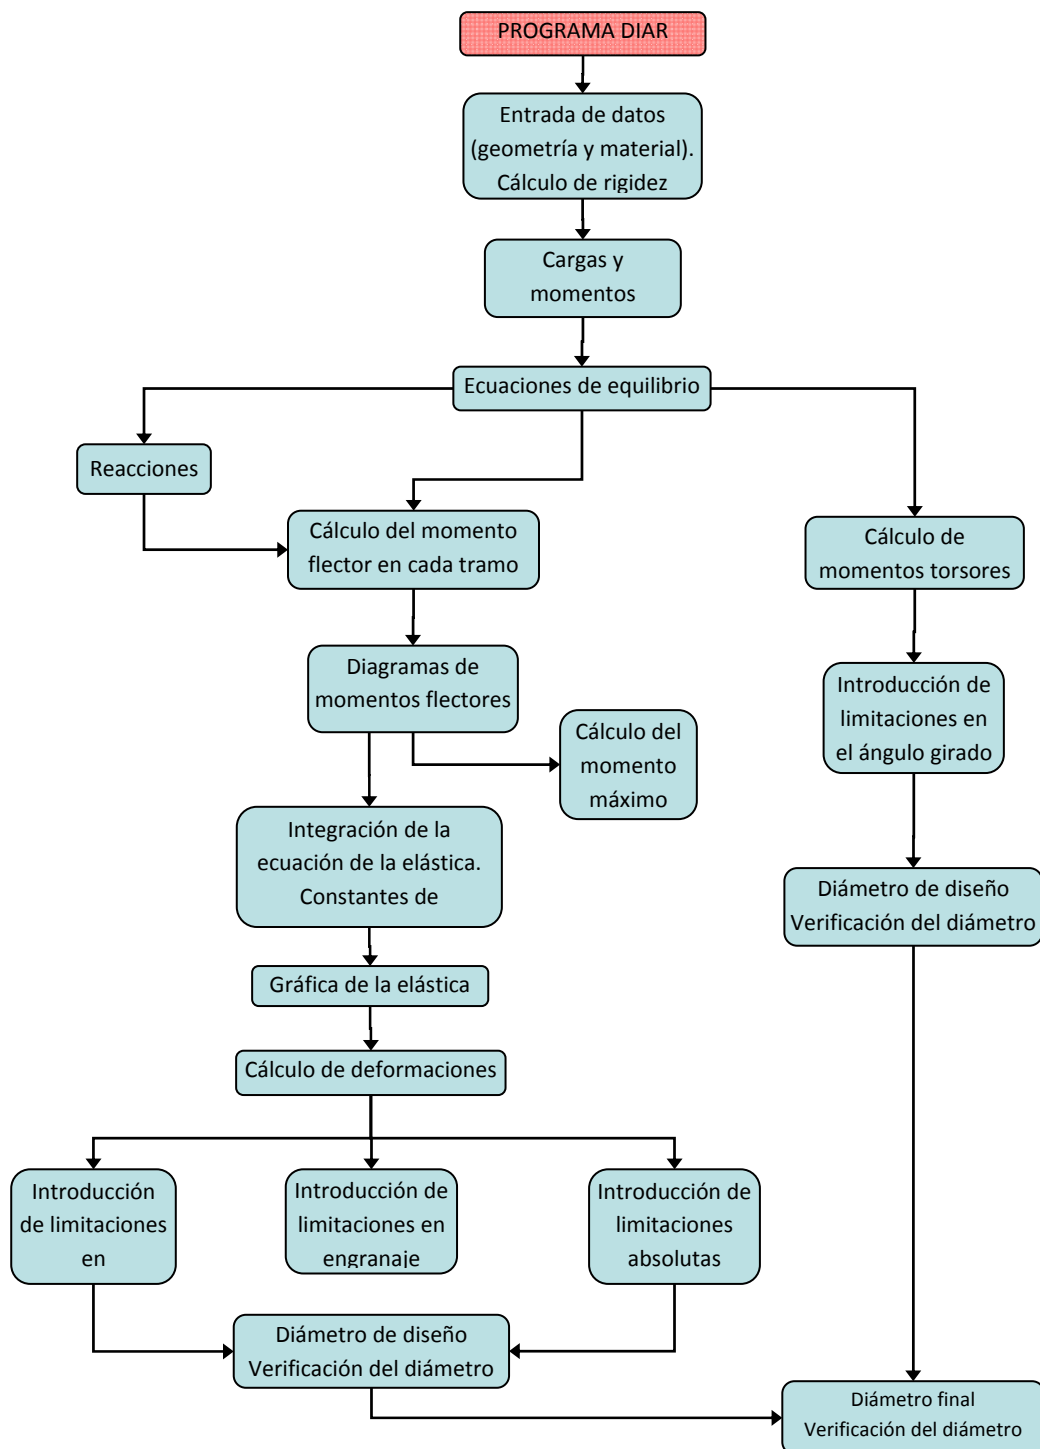 PROGRAMA DIAR
Entrada de datos
(geometría y material).
Cálculo de rigidez
Cargas y
momentos
Ecuaciones de equilibrio
Reacciones
Cálculo del momento
flector en cada tramo
Cálculo de
momentos torsores
Diagramas de
momentos flectores
Introducción de
limitaciones en
el ángulo girado
Cálculo del
momento
máximo
Integración de la
ecuación de la elástica.
Constantes de
Diámetro de diseño
Verificación del diámetro
Gráfica de la elástica
Cálculo de deformaciones
Introducción
de limitaciones
en
Introducción de
limitaciones en
engranaje
Introducción de
limitaciones
absolutas
Diámetro de diseño
Verificación del diámetro
Diámetro final
Verificación del diámetro